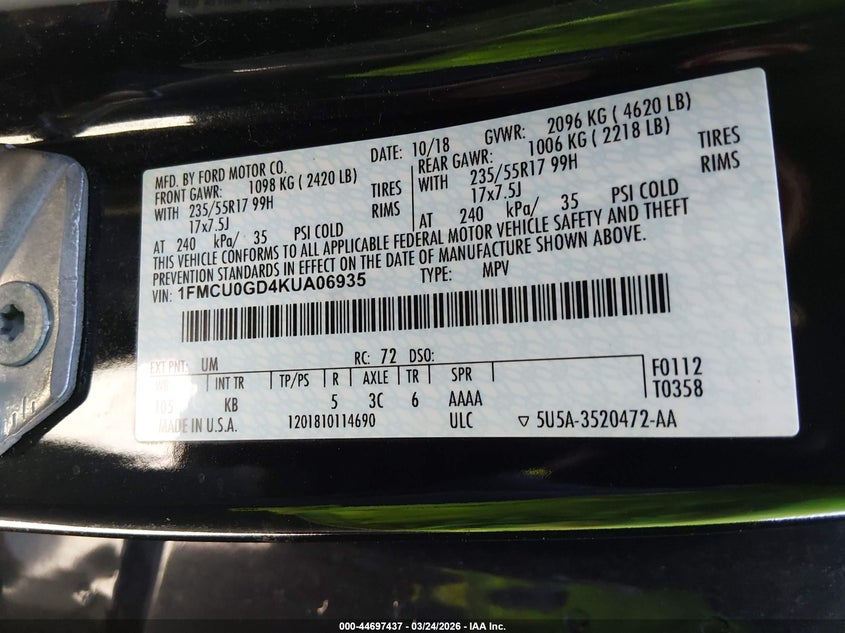 MFD. BY FORD MOTOR CO. DATE: 10/18 GVWR: 2096 KG ( 4620 LB)
FRONT GAWR: 1098 KG ( 2420 LB) REAR GAWR: 1006 KG ( 2218 LB)
WITH 235/55R17 99H TIRES WITH 235/55R17 99H TIRES
17x7.5J RIMS 17x7.5J RIMS
AT 240 kPa/ 35 PSI COLD AT 240 kPa/ 35 PSI COLD
THIS VEHICLE CONFORMS TO ALL APPLICABLE FEDERAL MOTOR VEHICLE SAFETY AND THEFT
PREVENTION STANDARDS IN EFFECT ON THE DATE OF MANUFACTURE SHOWN ABOVE.
VIN: 1FMCU0GD4KUA06935 TYPE: MPV
EXT PNT: UM RC: 72 DSO: F0112
WB INT TR TP/PS R AXLE TR SPR T0358
105 KB 5 3C 6 AAAA
MADE IN U.S.A. 1201810114690 ULC ▽ 5U5A-3520472-AA
000-44697437 - 03/24/2026 - IAA Inc.